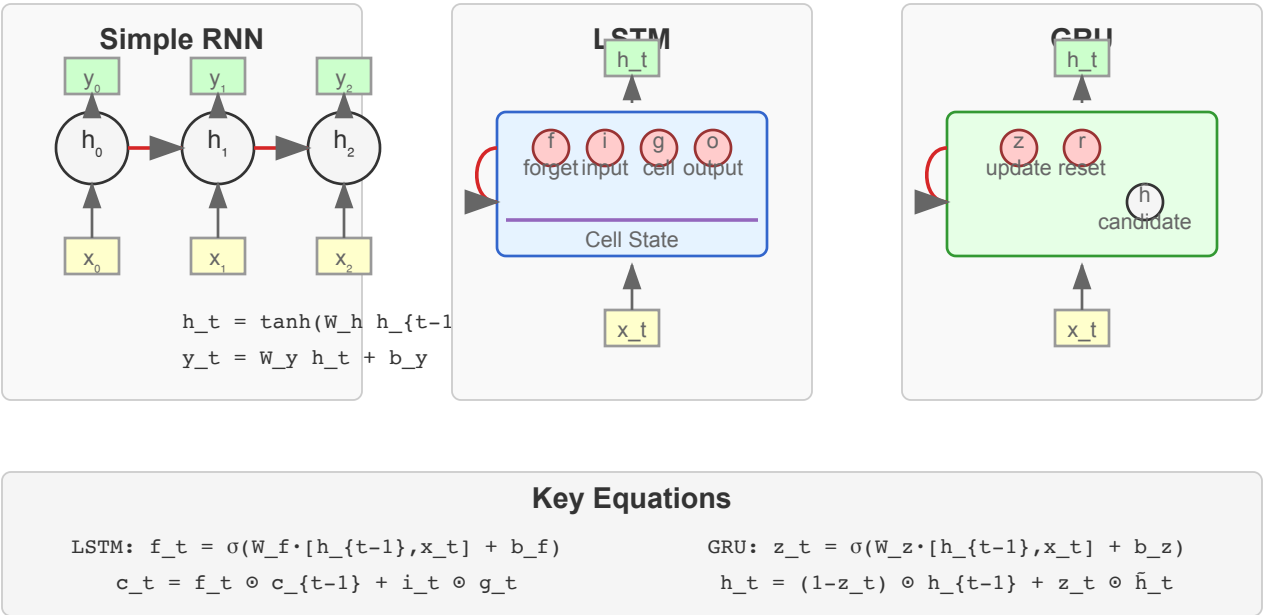 Simple RNN
y₀ y₁ y₂
h₀ h₁ h₂
x₀ x₁ x₂
h_t = tanh(W_h h_{t-1
y_t = W_y h_t + b_y
LSTM
h_t
f i g o
forget input cell output
Cell State
x_t
GRU
h_t
z r
update reset
h
candidate
x_t
Key Equations
LSTM: f_t = σ(W_f·[h_{t-1},x_t] + b_f)
c_t = f_t ⊙ c_{t-1} + i_t ⊙ g_t
GRU: z_t = σ(W_z·[h_{t-1},x_t] + b_z)
h_t = (1-z_t) ⊙ h_{t-1} + z_t ⊙ h̃_t